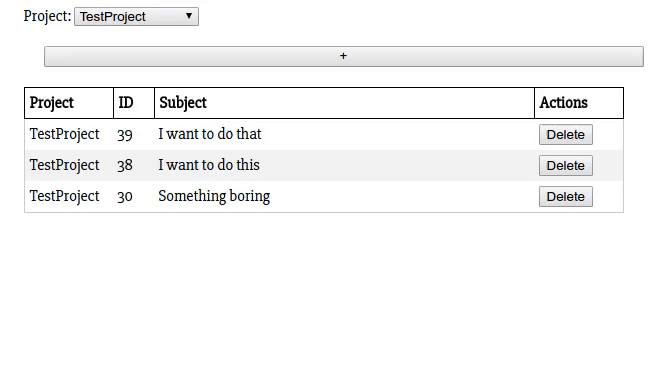 Project: TestProject
+
Project ID Subject Actions
TestProject 39 I want to do that Delete
TestProject 38 I want to do this Delete
TestProject 30 Something boring Delete